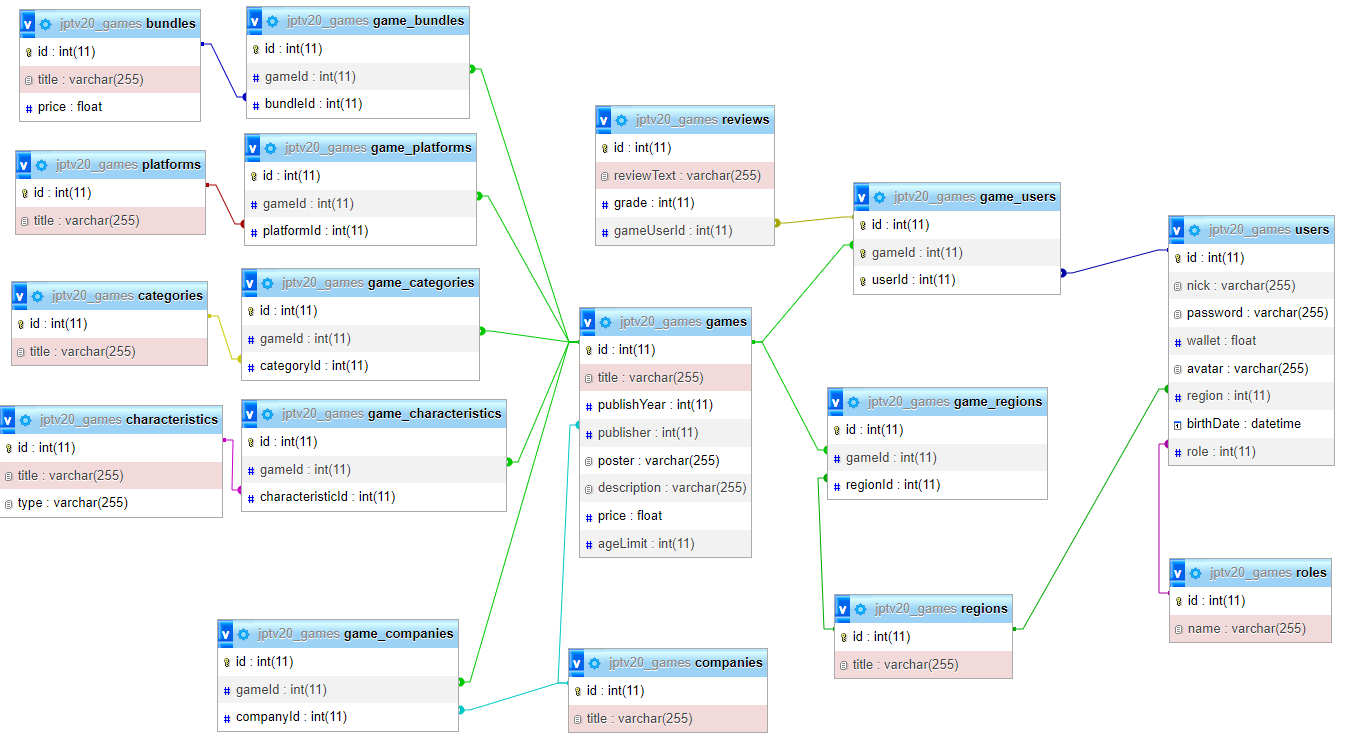 jptv20_games bundles
id : int(11)
title : varchar(255)
price : float
jptv20_games game_bundles
id : int(11)
gameId : int(11)
bundleId : int(11)
jptv20_games platforms
id : int(11)
title : varchar(255)
jptv20_games game_platforms
id : int(11)
gameId : int(11)
platformId : int(11)
jptv20_games categories
id : int(11)
title : varchar(255)
jptv20_games game_categories
id : int(11)
gameId : int(11)
categoryId : int(11)
jptv20_games characteristics
id : int(11)
title : varchar(255)
type : varchar(255)
jptv20_games game_characteristics
id : int(11)
gameId : int(11)
characteristicId : int(11)
jptv20_games game_companies
id : int(11)
gameId : int(11)
companyId : int(11)
jptv20_games reviews
id : int(11)
reviewText : varchar(255)
grade : int(11)
gameUserId : int(11)
jptv20_games games
id : int(11)
title : varchar(255)
publishYear : int(11)
publisher : int(11)
poster : varchar(255)
description : varchar(255)
price : float
ageLimit : int(11)
jptv20_games companies
id : int(11)
title : varchar(255)
jptv20_games game_users
id : int(11)
gameId : int(11)
userId : int(11)
jptv20_games game_regions
id : int(11)
gameId : int(11)
regionId : int(11)
jptv20_games regions
id : int(11)
title : varchar(255)
jptv20_games users
id : int(11)
nick : varchar(255)
password : varchar(255)
wallet : float
avatar : varchar(255)
region : int(11)
birthDate : datetime
role : int(11)
jptv20_games roles
id : int(11)
name : varchar(255)